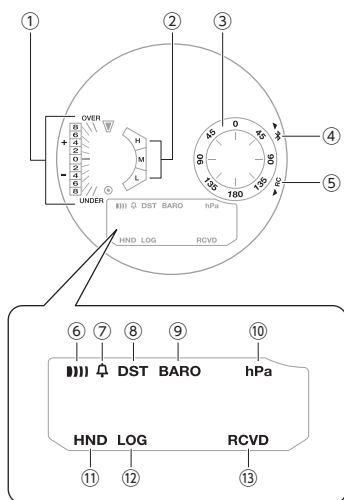 ① ② ③
OVER
8
6
+ 4
2
0
2
- 4
6
8
UNDER
H
M
L
0
45 45
90 90
135 135
180
④
⑤ RC
DST BARO hPa
HND LOG RCVD
⑥ ⑦ ⑧ ⑨ ⑩
DST BARO hPa
HND LOG RCVD
⑪ ⑫ ⑬